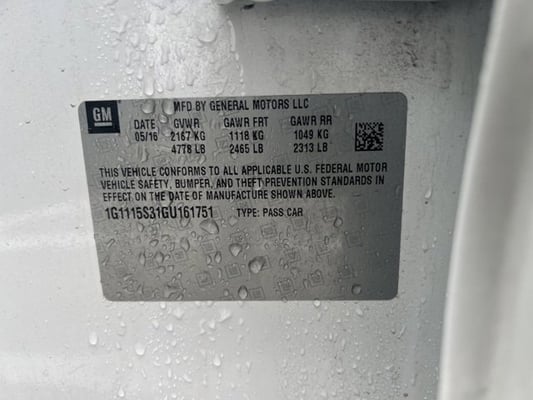 GM
MFD BY GENERAL MOTORS LLC
DATE GVWR GAWR FRT GAWR RR
05/16 2167 KG 1118 KG 1049 KG
4778 LB 2465 LB 2313 LB
THIS VEHICLE CONFORMS TO ALL APPLICABLE U.S. FEDERAL MOTOR
VEHICLE SAFETY, BUMPER, AND THEFT PREVENTION STANDARDS IN
EFFECT ON THE DATE OF MANUFACTURE SHOWN ABOVE.
1G1115S31GU161751 TYPE: PASS CAR